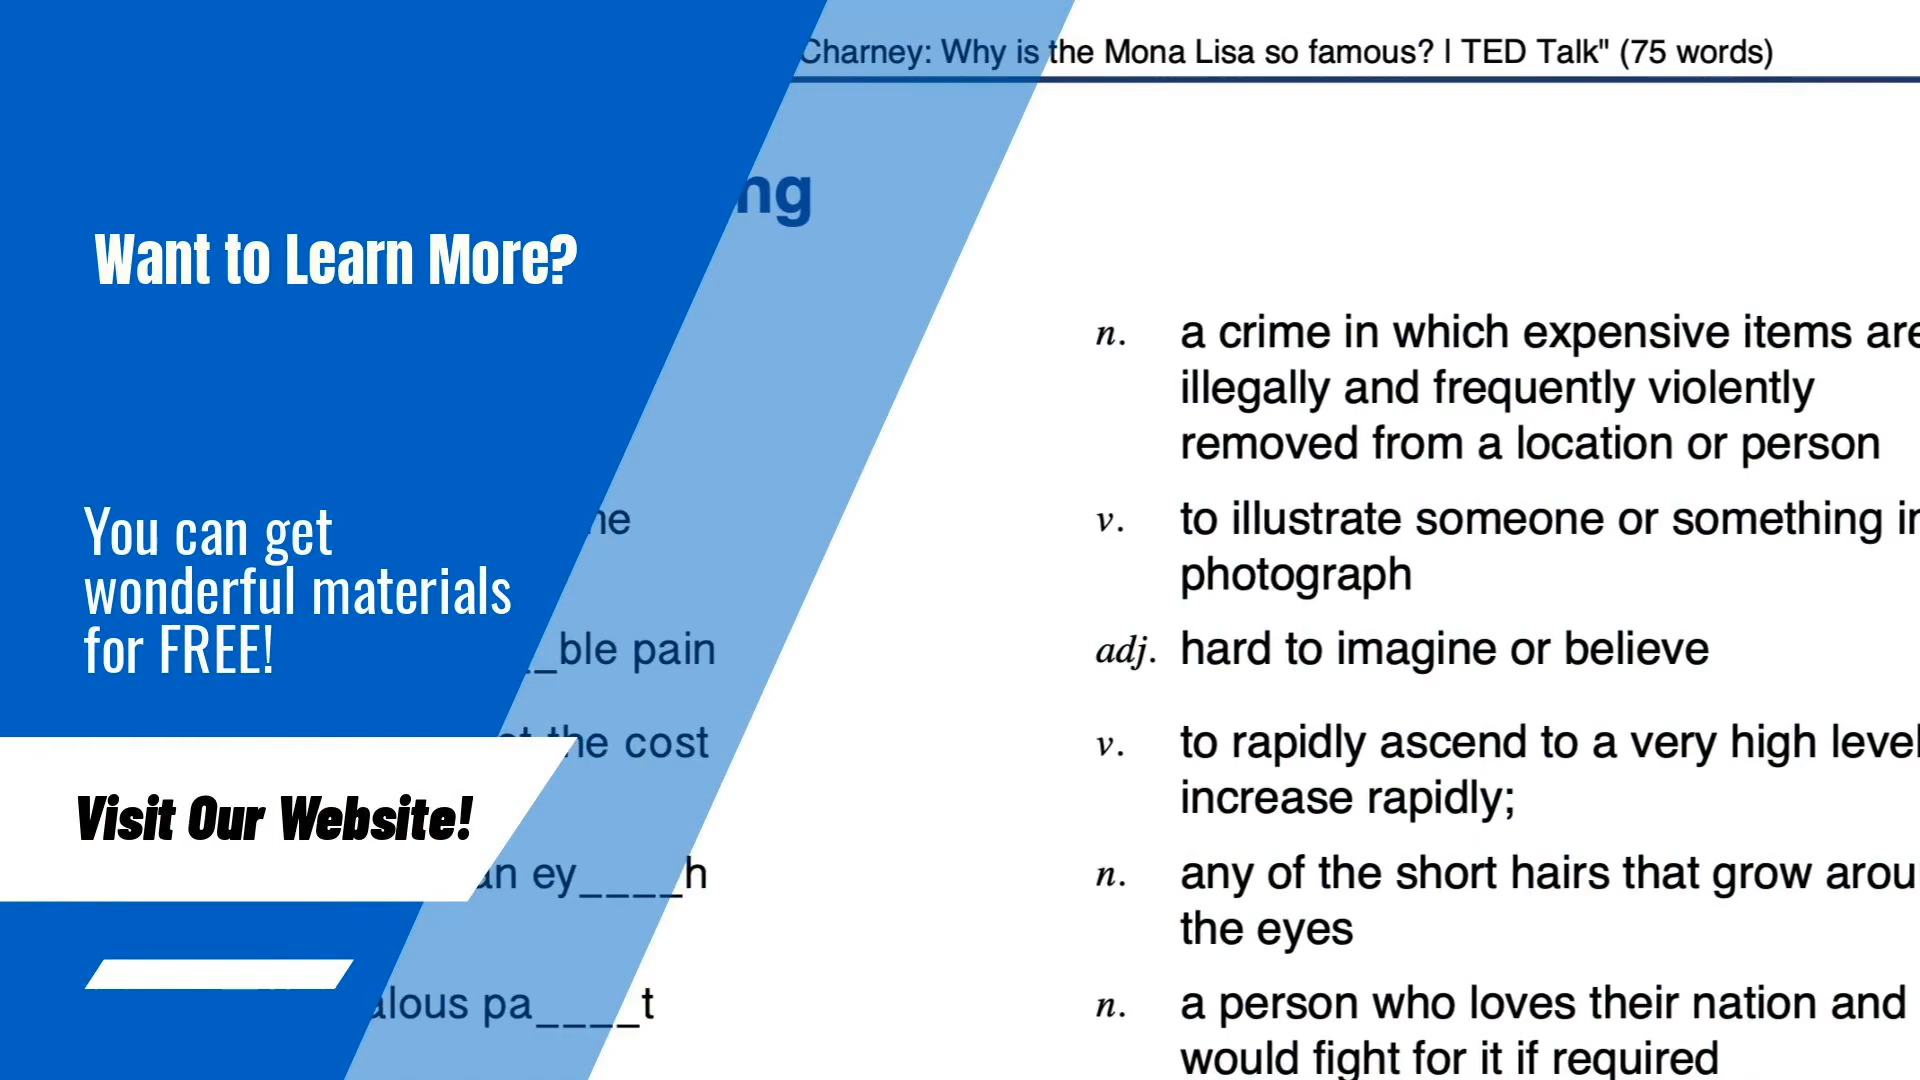 Charney: Why is the Mona Lisa so famous? | TED Talk" (75 words)
ng
Want to Learn More?
You can get
wonderful materials
for FREE!
Visit Our Website!
n. a crime in which expensive items are
illegally and frequently violently
removed from a location or person
v. to illustrate someone or something in
photograph
_ble pain adj. hard to imagine or believe
the cost v. to rapidly ascend to a very high level
increase rapidly;
an ey____h n. any of the short hairs that grow arou
the eyes
alous pa____t n. a person who loves their nation and
would fight for it if required